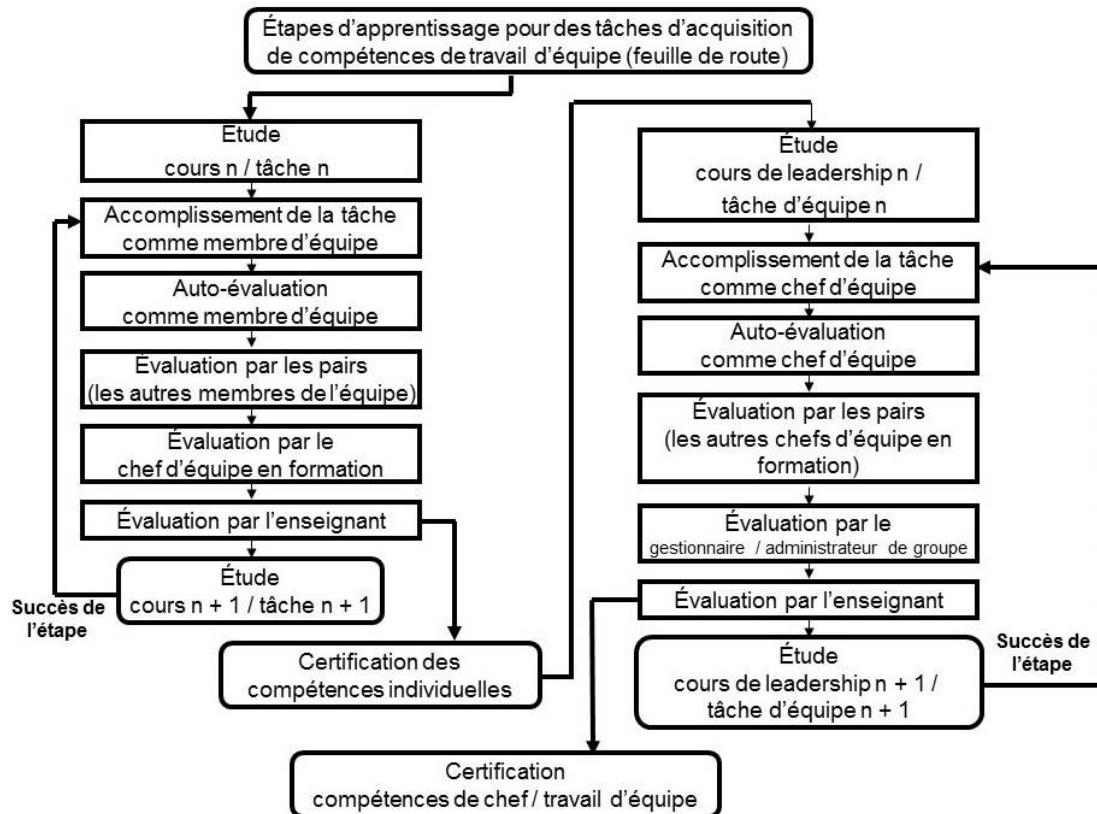 Étapes d’apprentissage pour des tâches d’acquisition
de compétences de travail d’équipe (feuille de route)
Etude
cours n / tâche n
Accomplissement de la tâche
comme membre d’équipe
Auto-évaluation
comme membre d’équipe
Évaluation par les pairs
(les autres membres de l’équipe)
Évaluation par le
chef d’équipe en formation
Évaluation par l’enseignant
Étude
cours n + 1 / tâche n + 1
Succès de
l’étape
Certification des
compétences individuelles
Étude
cours de leadership n /
tâche d’équipe n
Accomplissement de la tâche
comme chef d’équipe
Auto-évaluation
comme chef d’équipe
Évaluation par les pairs
(les autres chefs d’équipe en
formation)
Évaluation par le
gestionnaire / administrateur de groupe
Évaluation par l’enseignant
Étude
cours de leadership n + 1 /
tâche d’équipe n + 1
Succès de
l’étape
Certification
compétences de chef / travail d’équipe